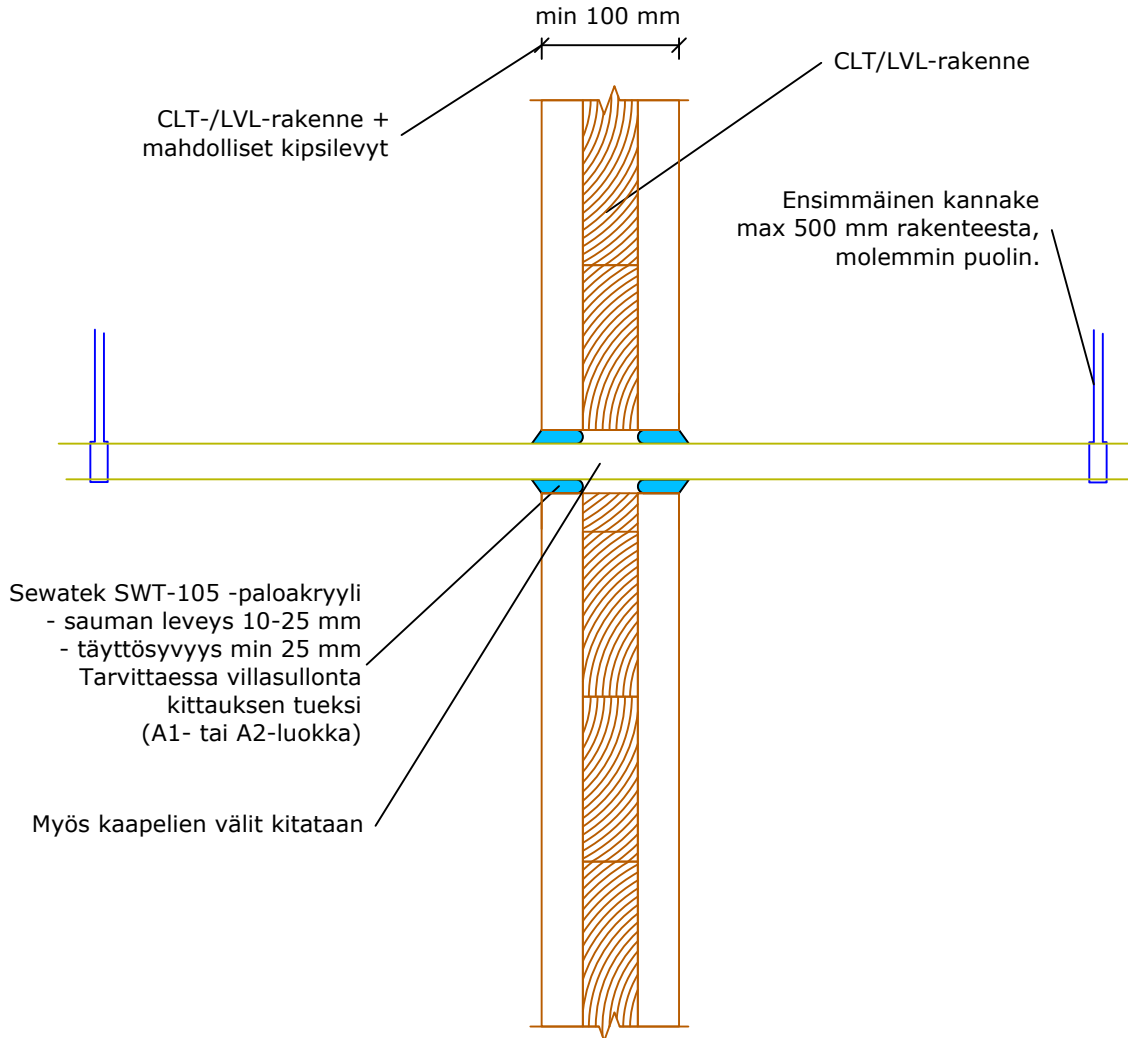 min 100 mm
CLT/LVL-rakenne
CLT-/LVL-rakenne +
mahdolliset kipsilevyt
Ensimmäinen kannake
max 500 mm rakenteesta,
molemmin puolin.
Sewatek SWT-105 -paloakryyli
- sauman leveys 10-25 mm
- täyttösyvyys min 25 mm
Tarvittaessa villasullonta
kittauksen tueksi
(A1- tai A2-luokka)
Myös kaapelien välit kitataan